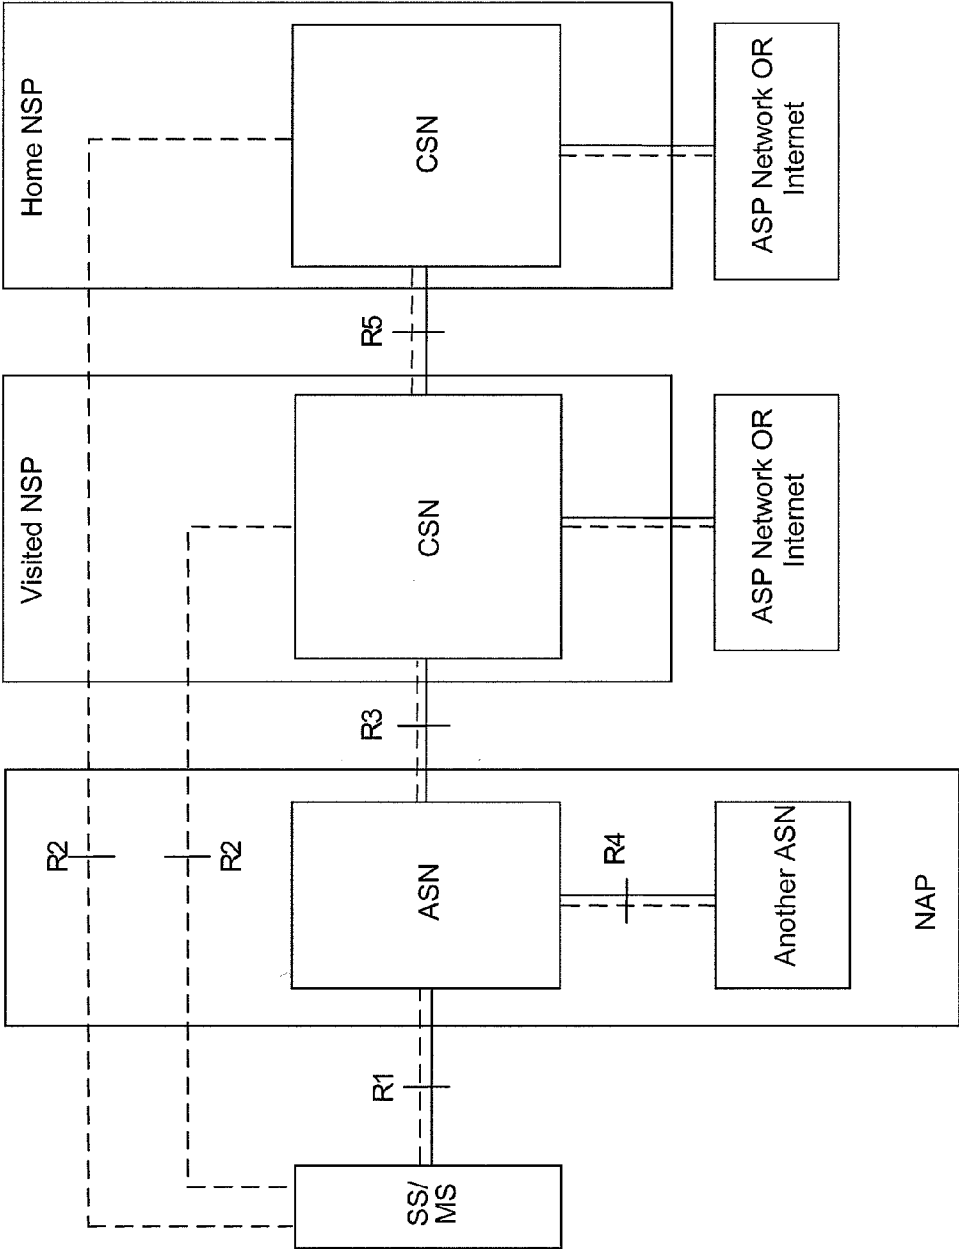 Home NSP
CSN
ASP Network OR
Internet
R5
Visited NSP
CSN
ASP Network OR
Internet
R3
R2
R2
ASN
R4
Another ASN
NAP
R1
SS/
MS